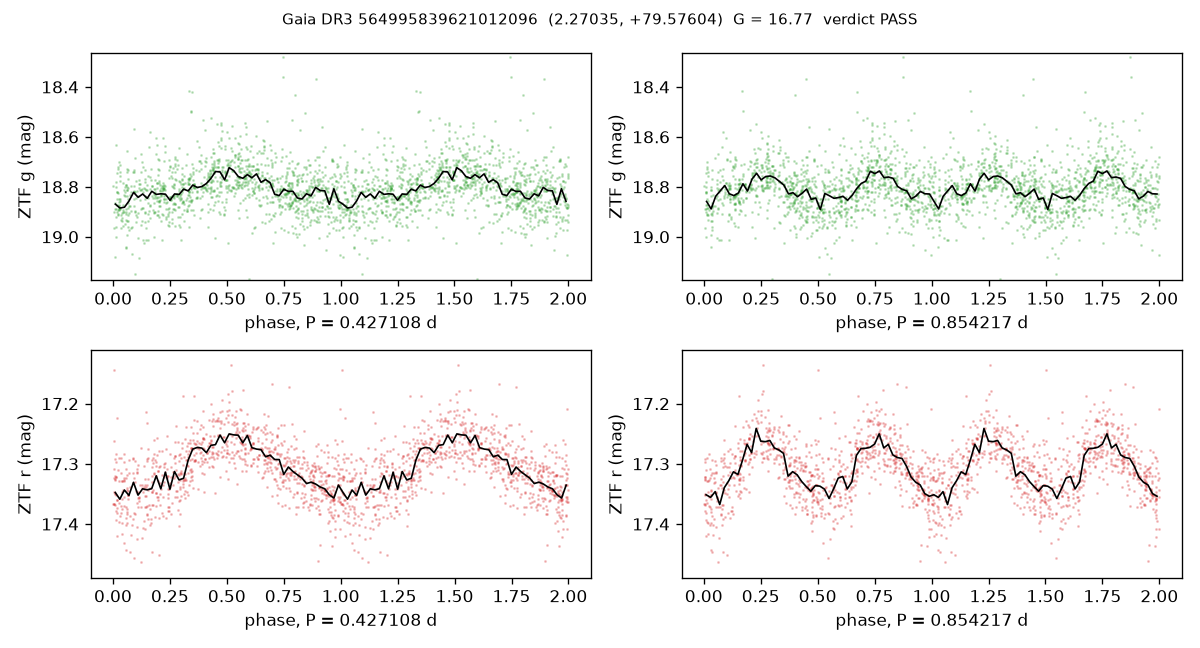 Gaia DR3 564995839621012096 (2.27035, +79.57604) G = 16.77 verdict PASS
ZTF g (mag)
18.4
18.6
18.8
19.0
0.00 0.25 0.50 0.75 1.00 1.25 1.50 1.75 2.00
phase, P = 0.427108 d
ZTF g (mag)
18.4
18.6
18.8
19.0
0.00 0.25 0.50 0.75 1.00 1.25 1.50 1.75 2.00
phase, P = 0.854217 d
ZTF r (mag)
17.2
17.3
17.4
0.00 0.25 0.50 0.75 1.00 1.25 1.50 1.75 2.00
phase, P = 0.427108 d
ZTF r (mag)
17.2
17.3
17.4
0.00 0.25 0.50 0.75 1.00 1.25 1.50 1.75 2.00
phase, P = 0.854217 d